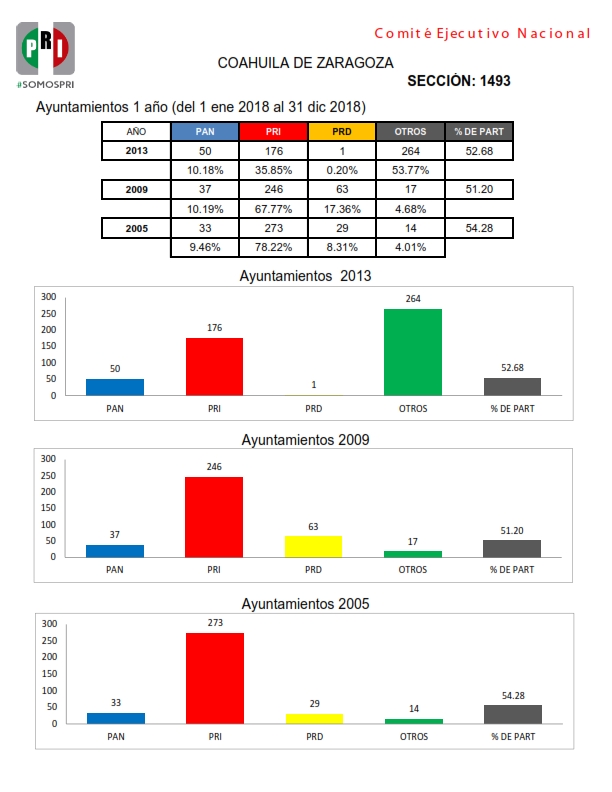 PRI
#SOMOSPRI
Comité Ejecutivo Nacional
COAHUILA DE ZARAGOZA
SECCIÓN: 1493
Ayuntamientos 1 año (del 1 ene 2018 al 31 dic 2018)
AÑO PAN PRI PRD OTROS % DE PART
2013 50 176 1 264 52.68
10.18% 35.85% 0.20% 53.77%
2009 37 246 63 17 51.20
10.19% 67.77% 17.36% 4.68%
2005 33 273 29 14 54.28
9.46% 78.22% 8.31% 4.01%
Ayuntamientos 2013
300
250
200
150
100
50
0
50 176 1 264 52.68
PAN PRI PRD OTROS % DE PART
Ayuntamientos 2009
300
250
200
150
100
50
0
37 246 63 17 51.20
PAN PRI PRD OTROS % DE PART
Ayuntamientos 2005
300
250
200
150
100
50
0
33 273 29 14 54.28
PAN PRI PRD OTROS % DE PART